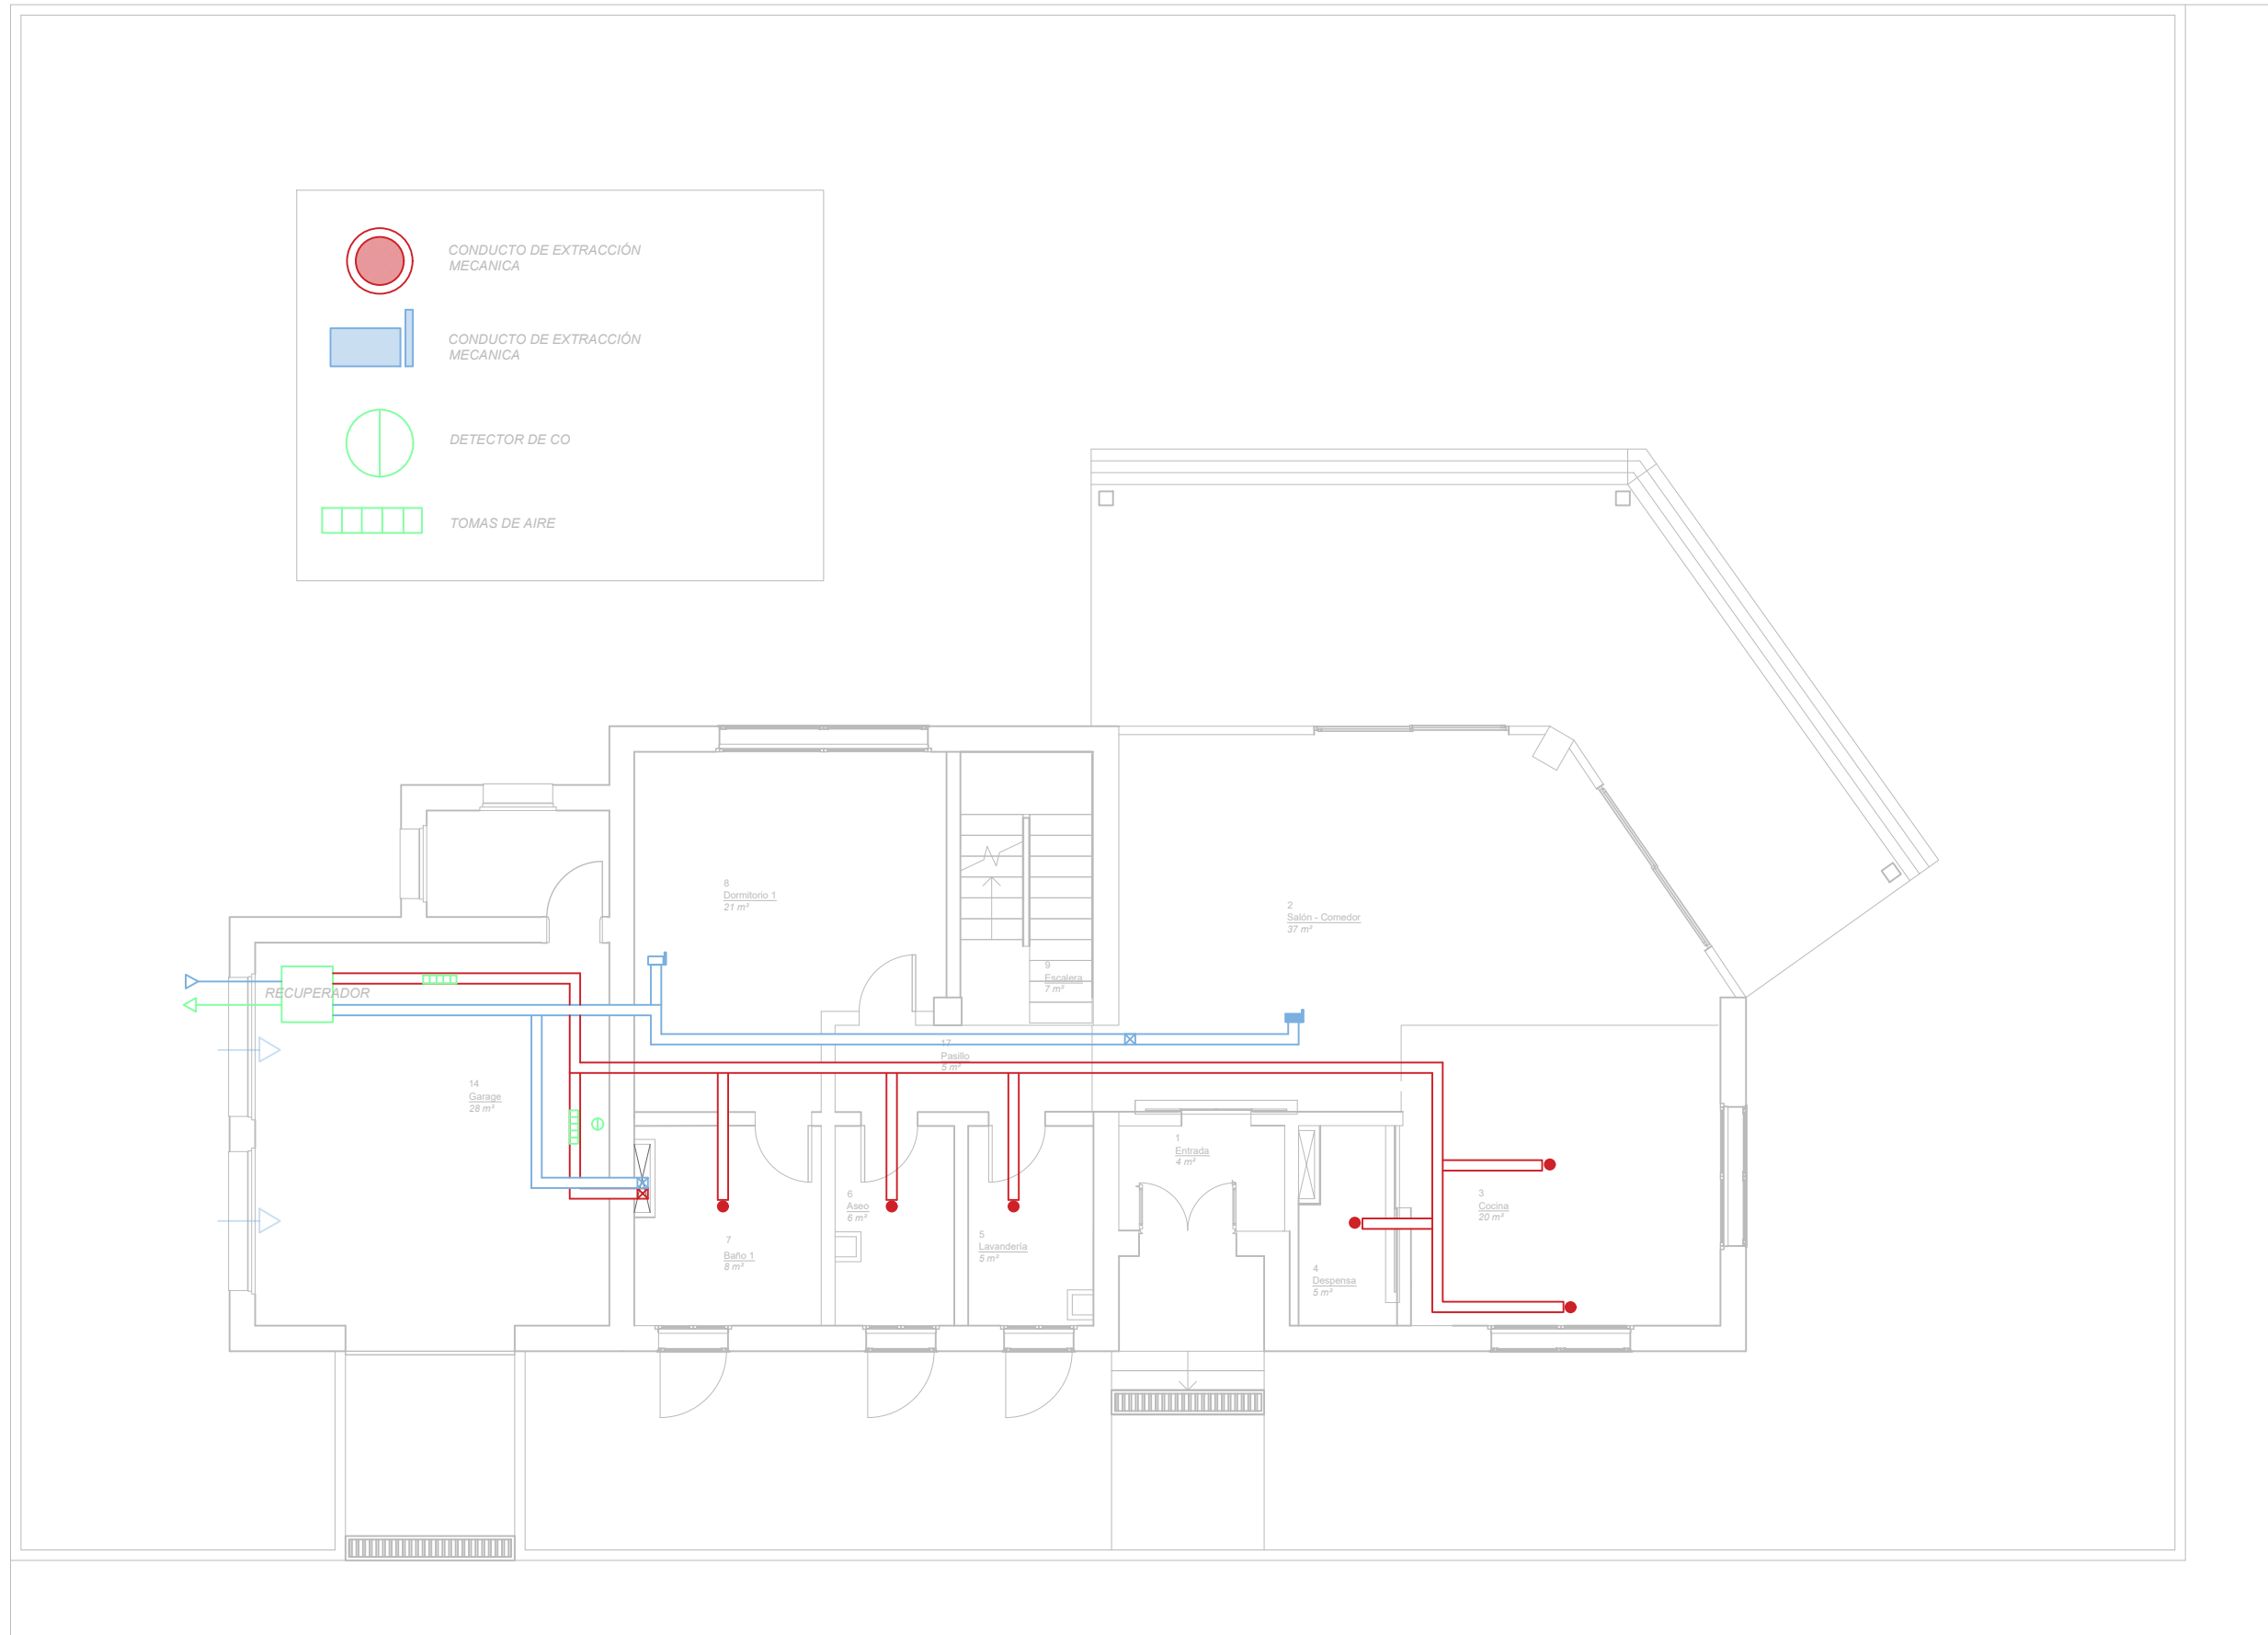 CONDUCTO DE EXTRACCIÓN
MECANICA
CONDUCTO DE EXTRACCIÓN
MECANICA
DETECTOR DE CO
TOMAS DE AIRE
8
Dormitorio 1
21 m²
2
Salón - Comedor
37 m²
9
Escalera
7 m²
RECUPERADOR
17
Pasillo
5 m²
14
Garage
28 m²
1
Entrada
4 m²
6
Aseo
6 m²
3
Cocina
20 m²
5
Lavandería
5 m²
7
Baño 1
8 m²
4
Despensa
5 m²